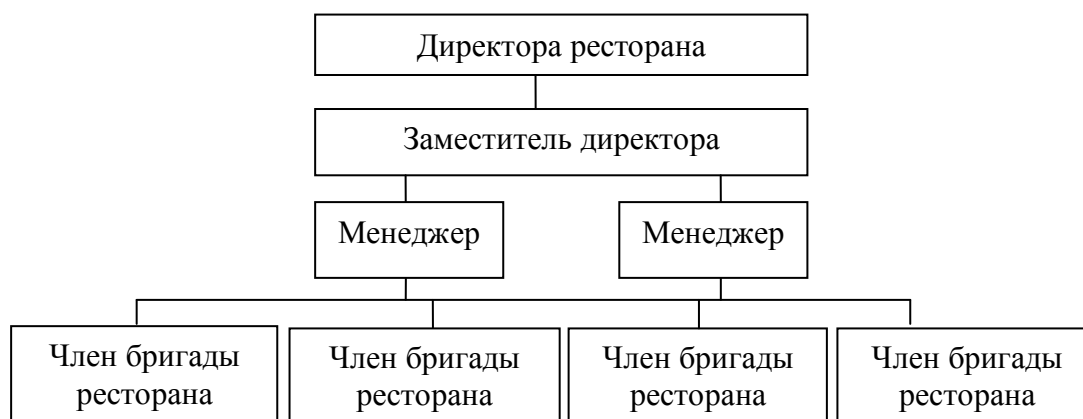 Директора ресторана
Заместитель директора
Менеджер
Менеджер
Член бригады
ресторана
Член бригады
ресторана
Член бригады
ресторана
Член бригады
ресторана